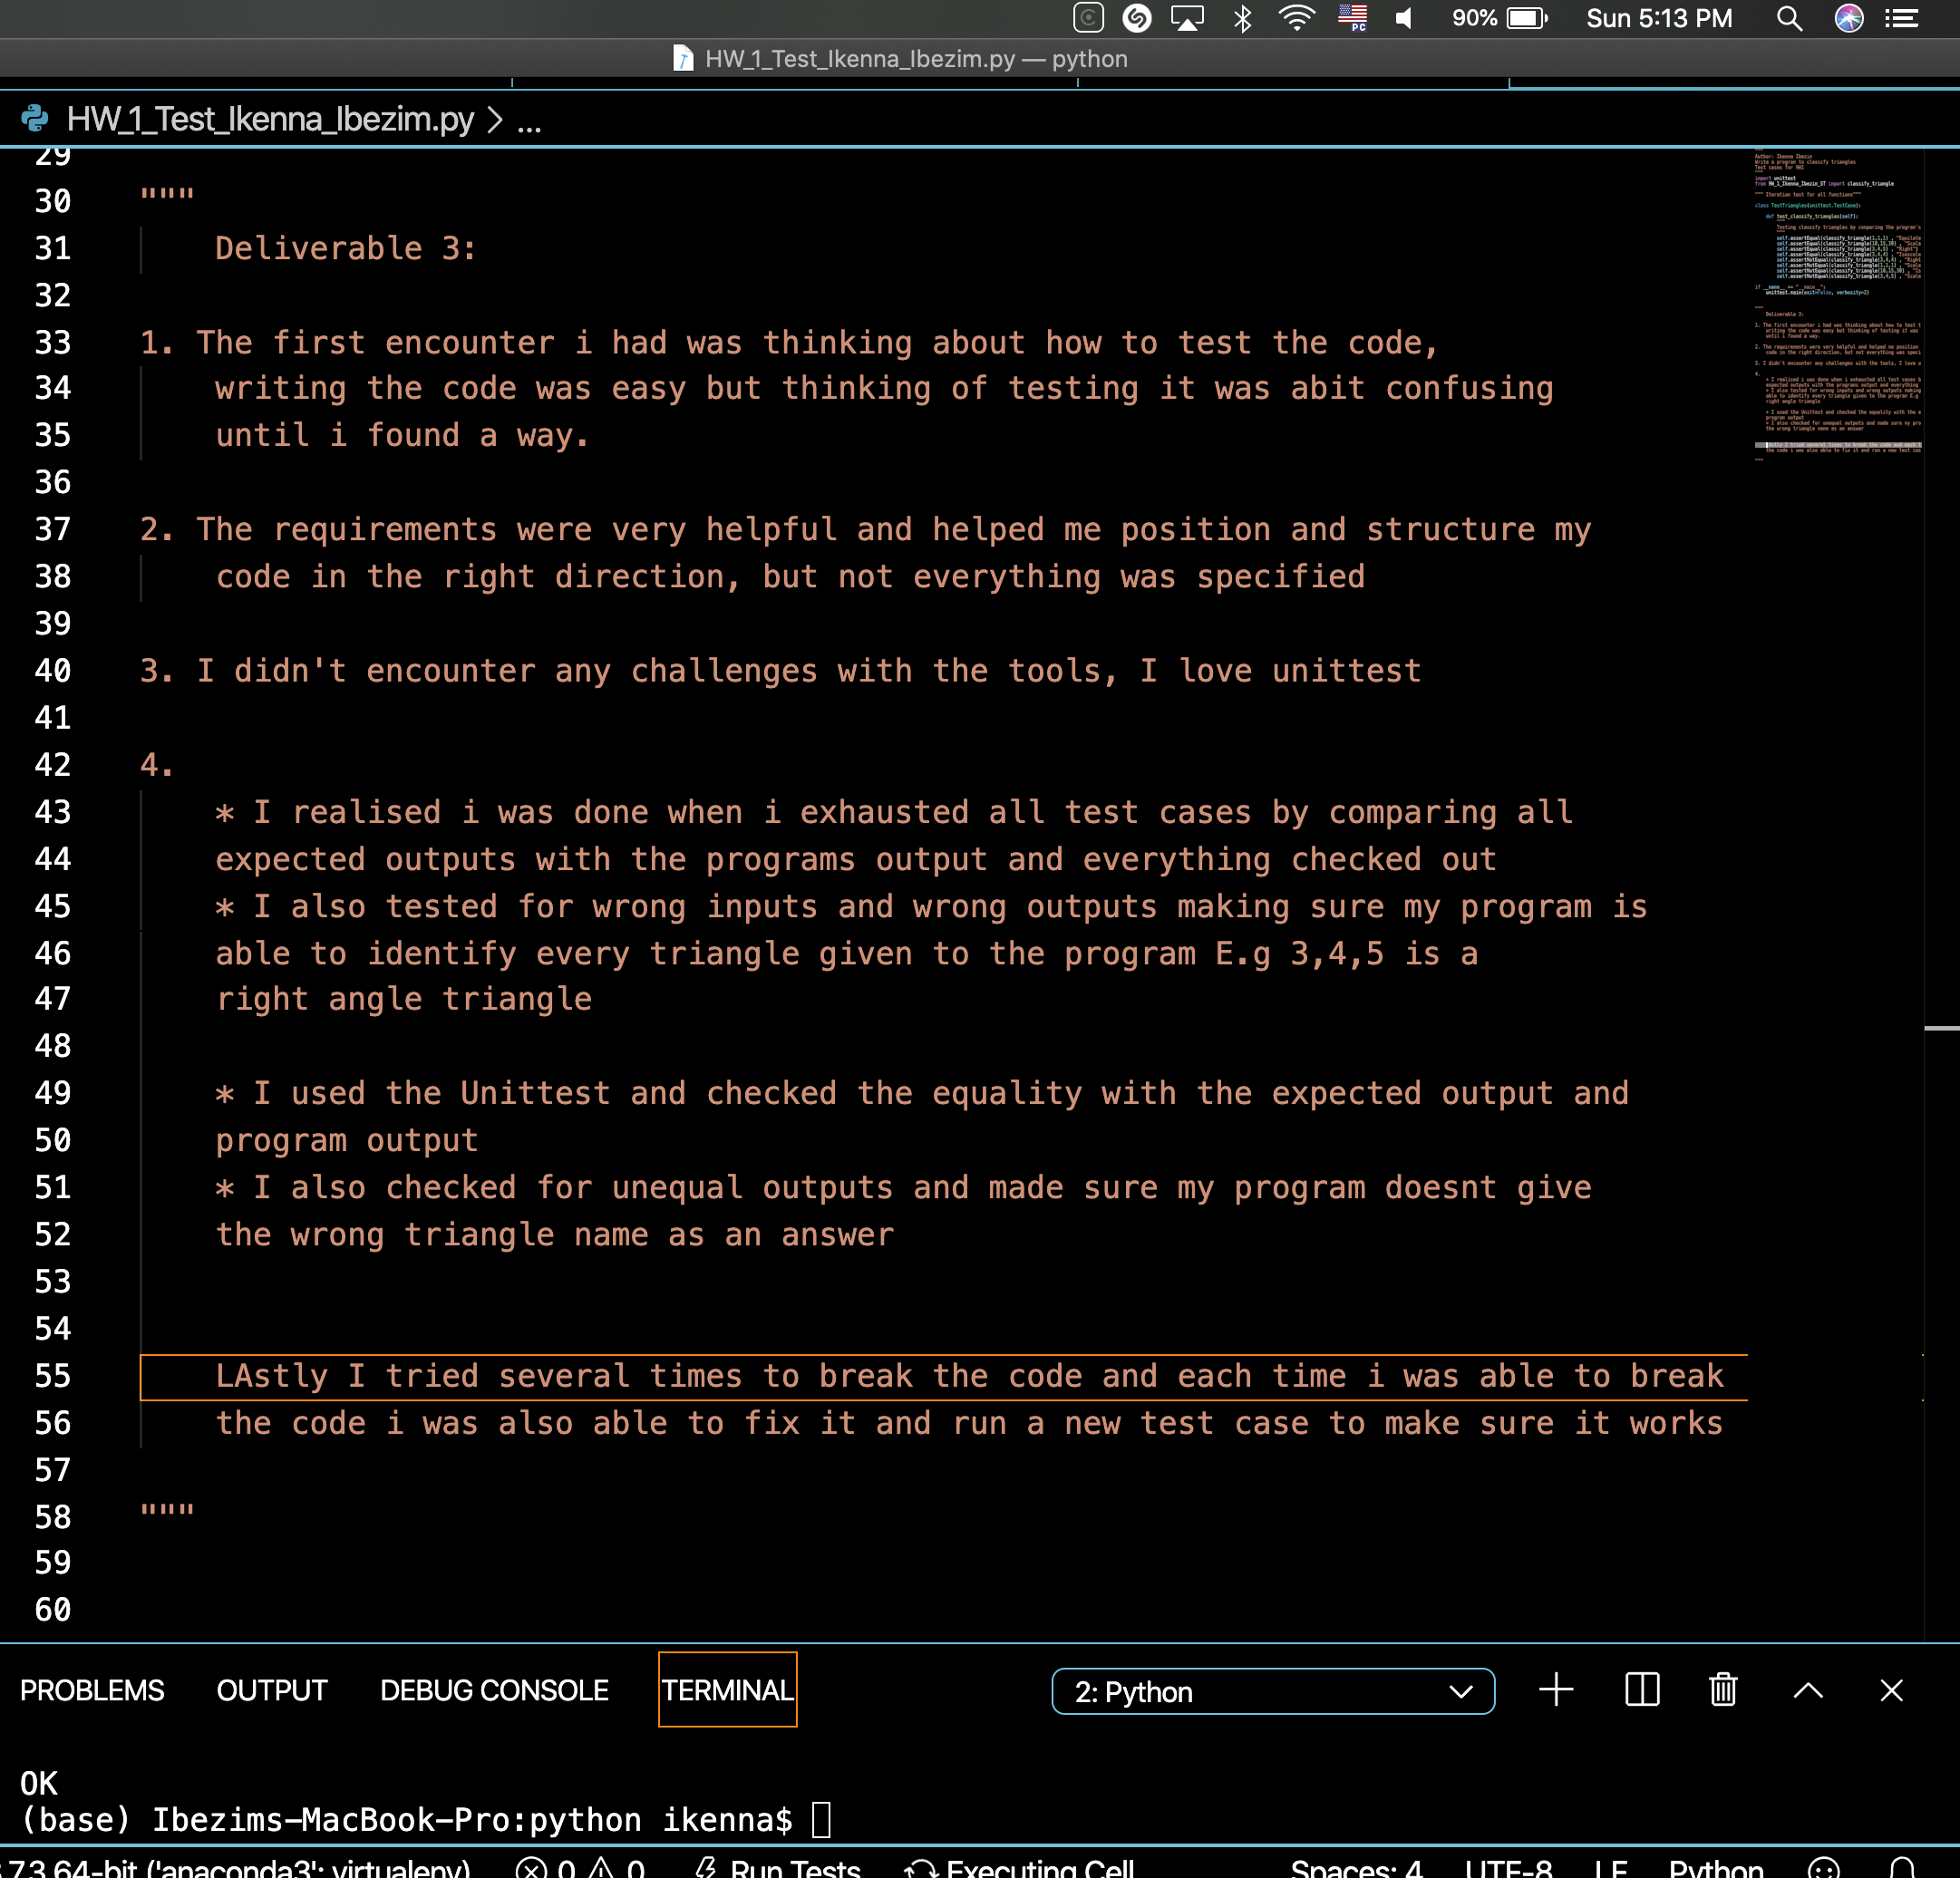 90% Sun 5:13 PM
HW_1_Test_Ikenna_Ibezim.py — python
HW_1_Test_Ikenna_Ibezim.py > ...
29
30 """
31 Deliverable 3:
32
33 1. The first encounter i had was thinking about how to test the code,
34 writing the code was easy but thinking of testing it was abit confusing
35 until i found a way.
36
37 2. The requirements were very helpful and helped me position and structure my
38 code in the right direction, but not everything was specified
39
40 3. I didn't encounter any challenges with the tools, I love unittest
41
42 4.
43 * I realised i was done when i exhausted all test cases by comparing all
44 expected outputs with the programs output and everything checked out
45 * I also tested for wrong inputs and wrong outputs making sure my program is
46 able to identify every triangle given to the program E.g 3,4,5 is a
47 right angle triangle
48
49 * I used the Unittest and checked the equality with the expected output and
50 program output
51 * I also checked for unequal outputs and made sure my program doesnt give
52 the wrong triangle name as an answer
53
54
55 LAstly I tried several times to break the code and each time i was able to break
56 the code i was also able to fix it and run a new test case to make sure it works
57
58 """
59
60
PROBLEMS OUTPUT DEBUG CONSOLE TERMINAL 2: Python
OK
(base) Ibezims-MacBook-Pro:python ikenna$
7.3 64-bit ('anaconda3': virtualenv) 0 0 Run Tests Executing Cell Spaces: 4 UTF-8 LF Python